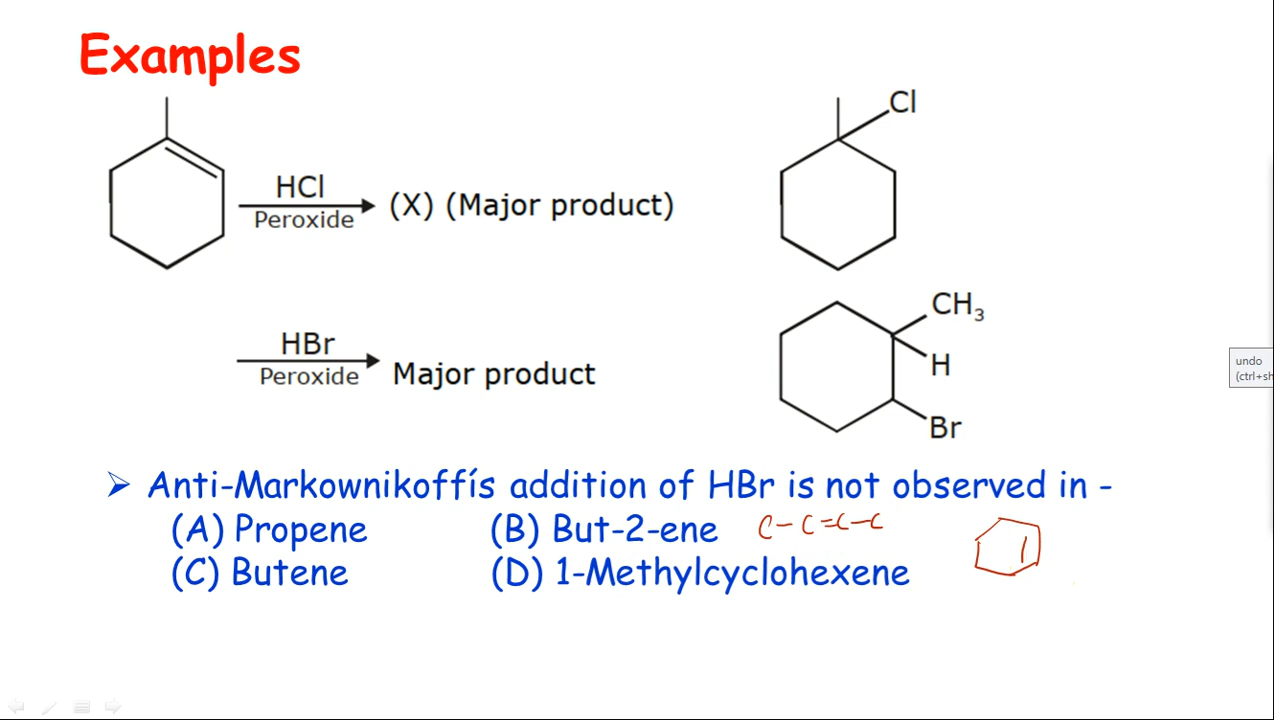 Examples
Cl
HCl
Peroxide
(X) (Major product)
CH3
HBr
Peroxide
Major product
H
Br
Anti-Markownikoffís addition of HBr is not observed in -
(A) Propene (B) But-2-ene C-C=C-C
(C) Butene (D) 1-Methylcyclohexene
undo
(ctrl+sh